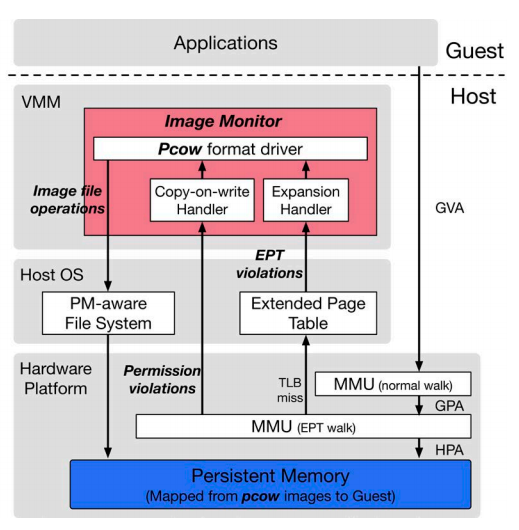 Applications
Guest
Host
VMM
Image Monitor
Pcow format driver
Image file
operations
Copy-on-write
Handler
Expansion
Handler
GVA
EPT
violations
Host OS
PM-aware
File System
Extended Page
Table
Hardware
Platform
Permission
violations
TLB
miss
MMU (normal walk)
GPA
MMU (EPT walk)
HPA
Persistent Memory
(Mapped from pcow images to Guest)